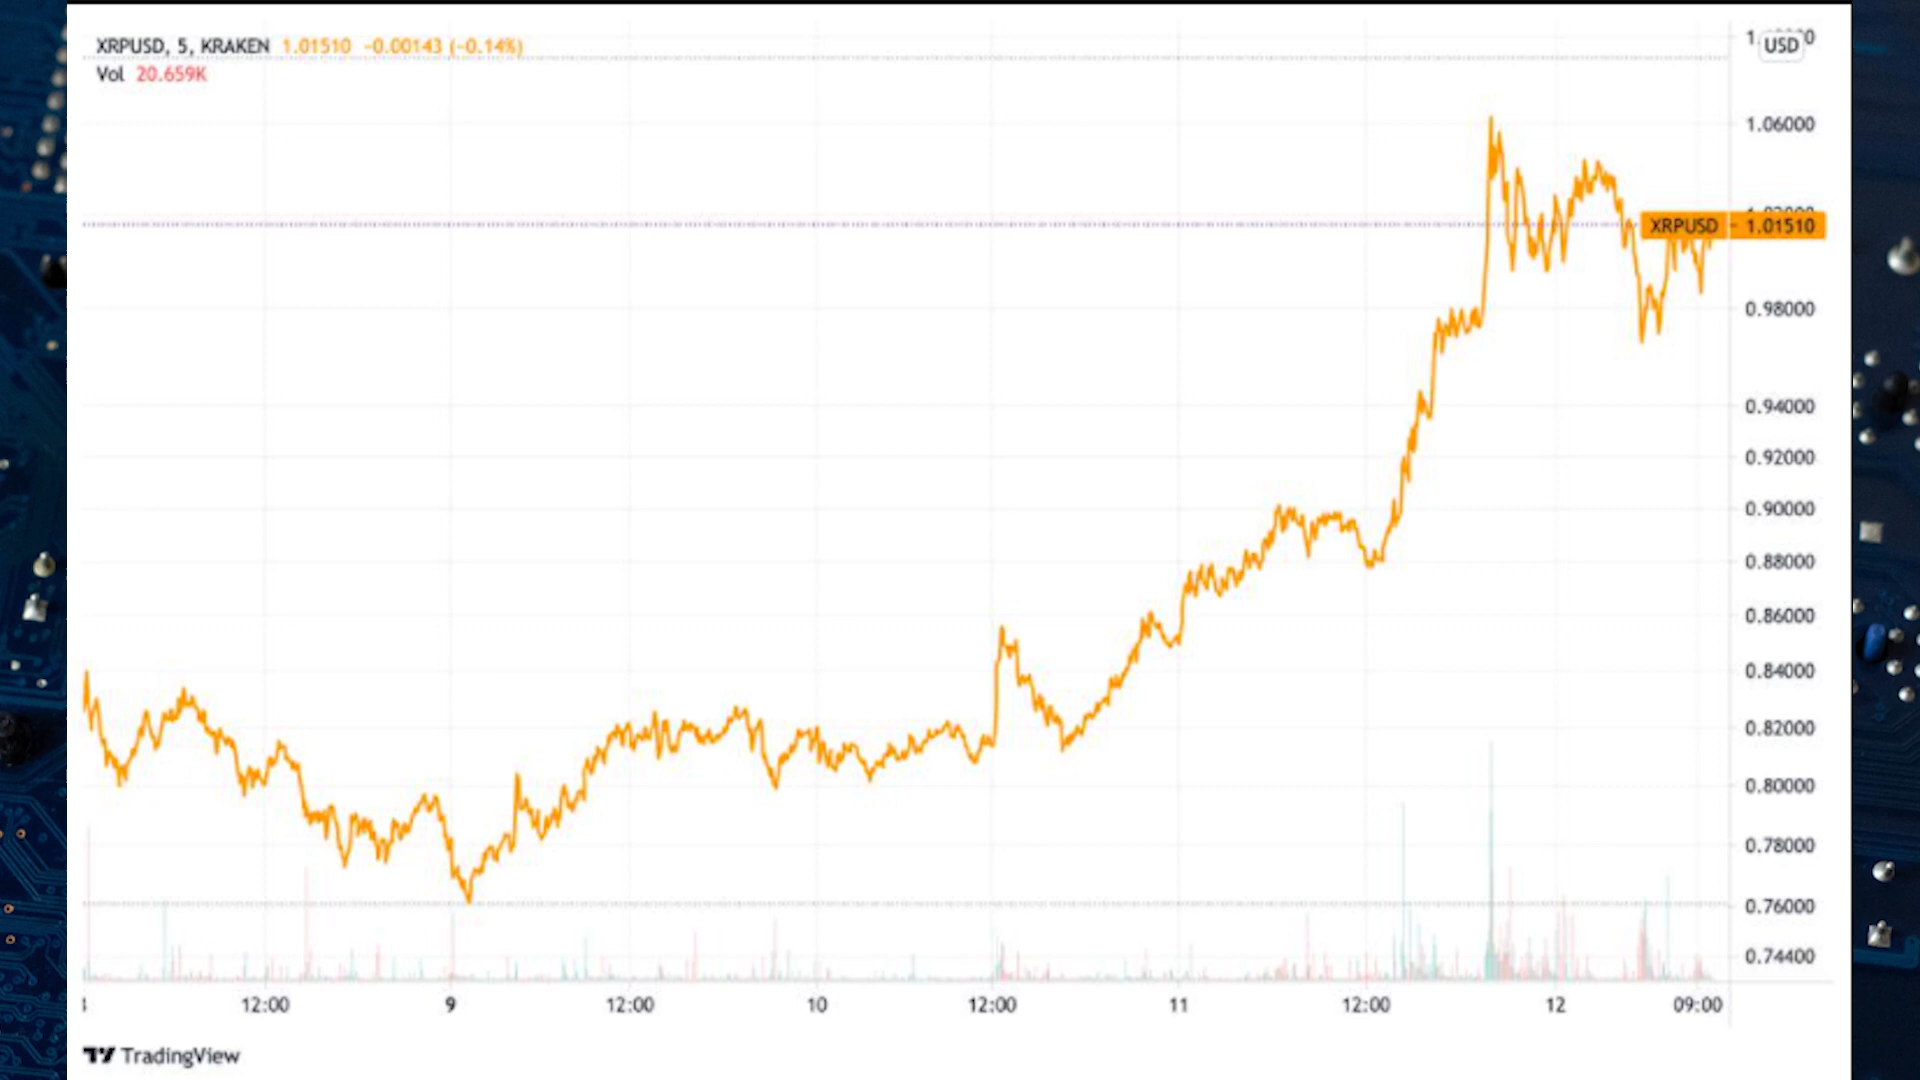 XRPUSD, 5, KRAKEN 1.01510 -0.00143 (-0.14%)
Vol 20.659K
USD
1.06000
XRPUSD 1.01510
0.98000
0.94000
0.92000
0.90000
0.88000
0.86000
0.84000
0.82000
0.80000
0.78000
0.76000
0.74400
12:00 9 12:00 10 12:00 11 12:00 12 09:00
TradingView